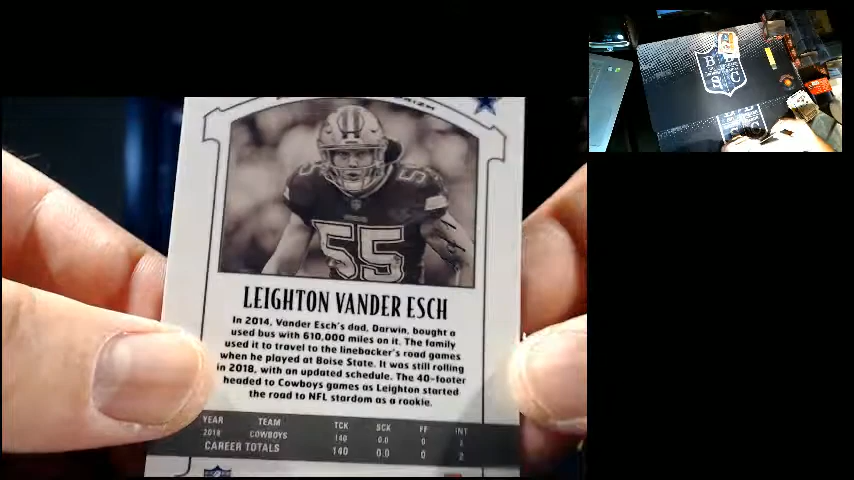 55
55
LEIGHTON VANDER ESCH
In 2014, Vander Esch's dad, Darwin, bought a
used bus with 610,000 miles on it. The family
used it to travel to the linebacker's road games
when he played at Boise State. It was still rolling
in 2018, with an updated schedule. The 40-footer
headed to Cowboys games as Leighton started
the road to NFL stardom as a rookie.
YEAR TEAM TCK SCK FF INT
2018 COWBOYS 140 0.0 0
CAREER TOTALS 140 0.0 0 2
B B
S C
S C